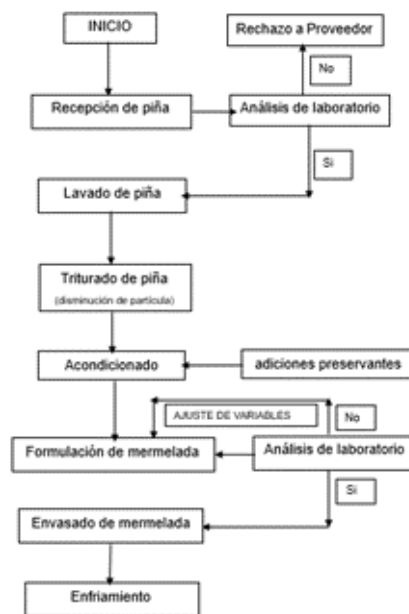 INICIO
Rechazo a Proveedor
No
Recepción de piña
Análisis de laboratorio
Si
Lavado de piña
Triturado de piña
(disminución de partícula)
Acondicionado
adiciones preservantes
AJUSTE DE VARIABLES
No
Formulación de mermelada
Análisis de laboratorio
Si
Envasado de mermelada
Enfriamiento